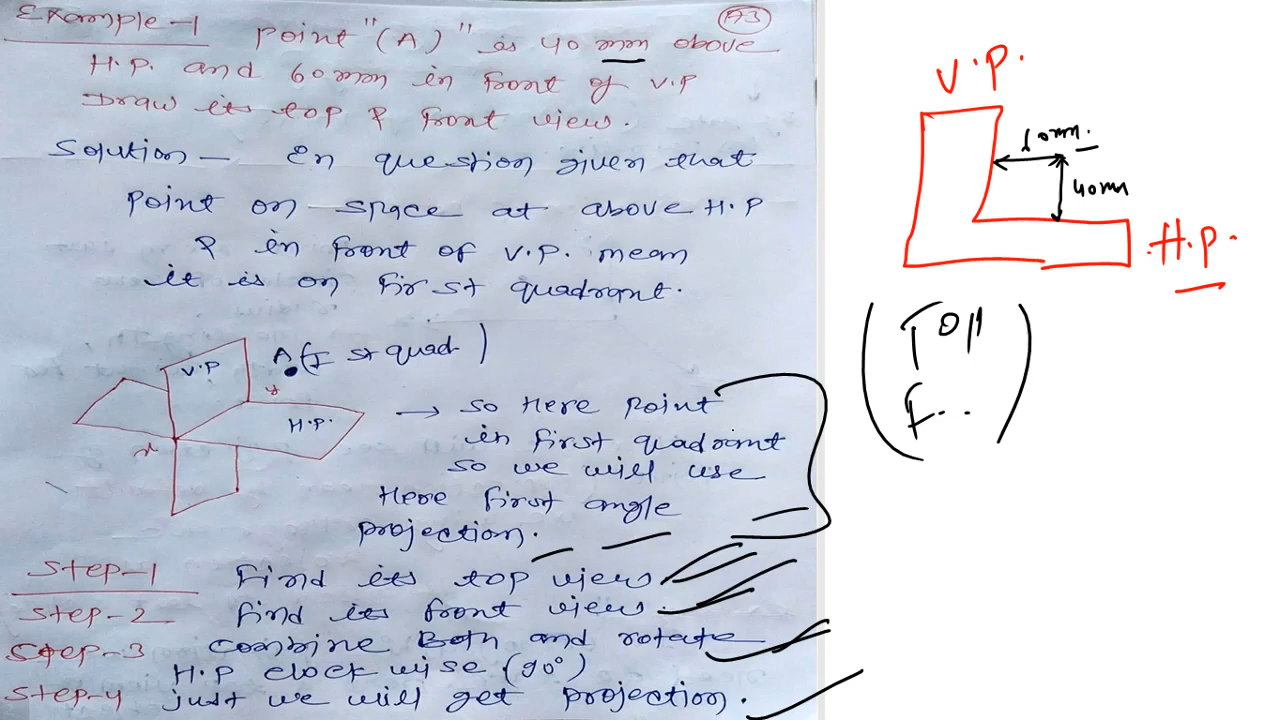 Example-1 Point "(A)" is 40 mm above
H.P. and 60mm in front of V.P
Draw its top & front view.
Solution - En question given that
point on space at above H.P
& in front of V.P. mean
it is on first quadrant.
V.P
A (I st quad)
y
H.P.
x
→ so Here Point
in first quadrant
so we will use
Here first angle
projection.
Step-1 Find its top view
Step-2 find its front view.
Step-3 combine Both and rotate
H.P clock wise (90°)
Step-4 just we will get projection.
V.P.
40mm
H.P.
Top
F...